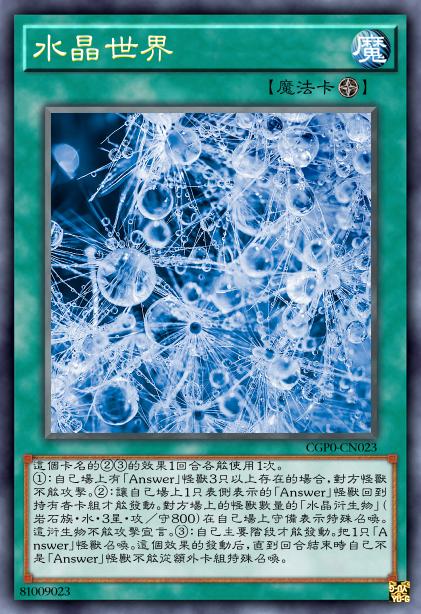 水晶世界
魔
【魔法卡】
CGP0-CN023
這個卡名的②③的效果1回合各能使用1次。
①：自己場上有「Answer」怪獸3只以上存在的場合，對方怪獸
不能攻擊。②：讓自己場上1只表側表示的「Answer」怪獸回到
持有者卡組才能發動。對方場上的怪獸數量的「水晶衍生物」(
岩石族・水・3星・攻／守800）在自己場上守備表示特殊召喚。
這衍生物不能攻擊宣言。③：自己主要階段才能發動。把1只「A
nswer」怪獸召喚。這個效果的發動后，直到回合結束時自己不
是「Answer」怪獸不能從額外卡組特殊召喚。
81009023